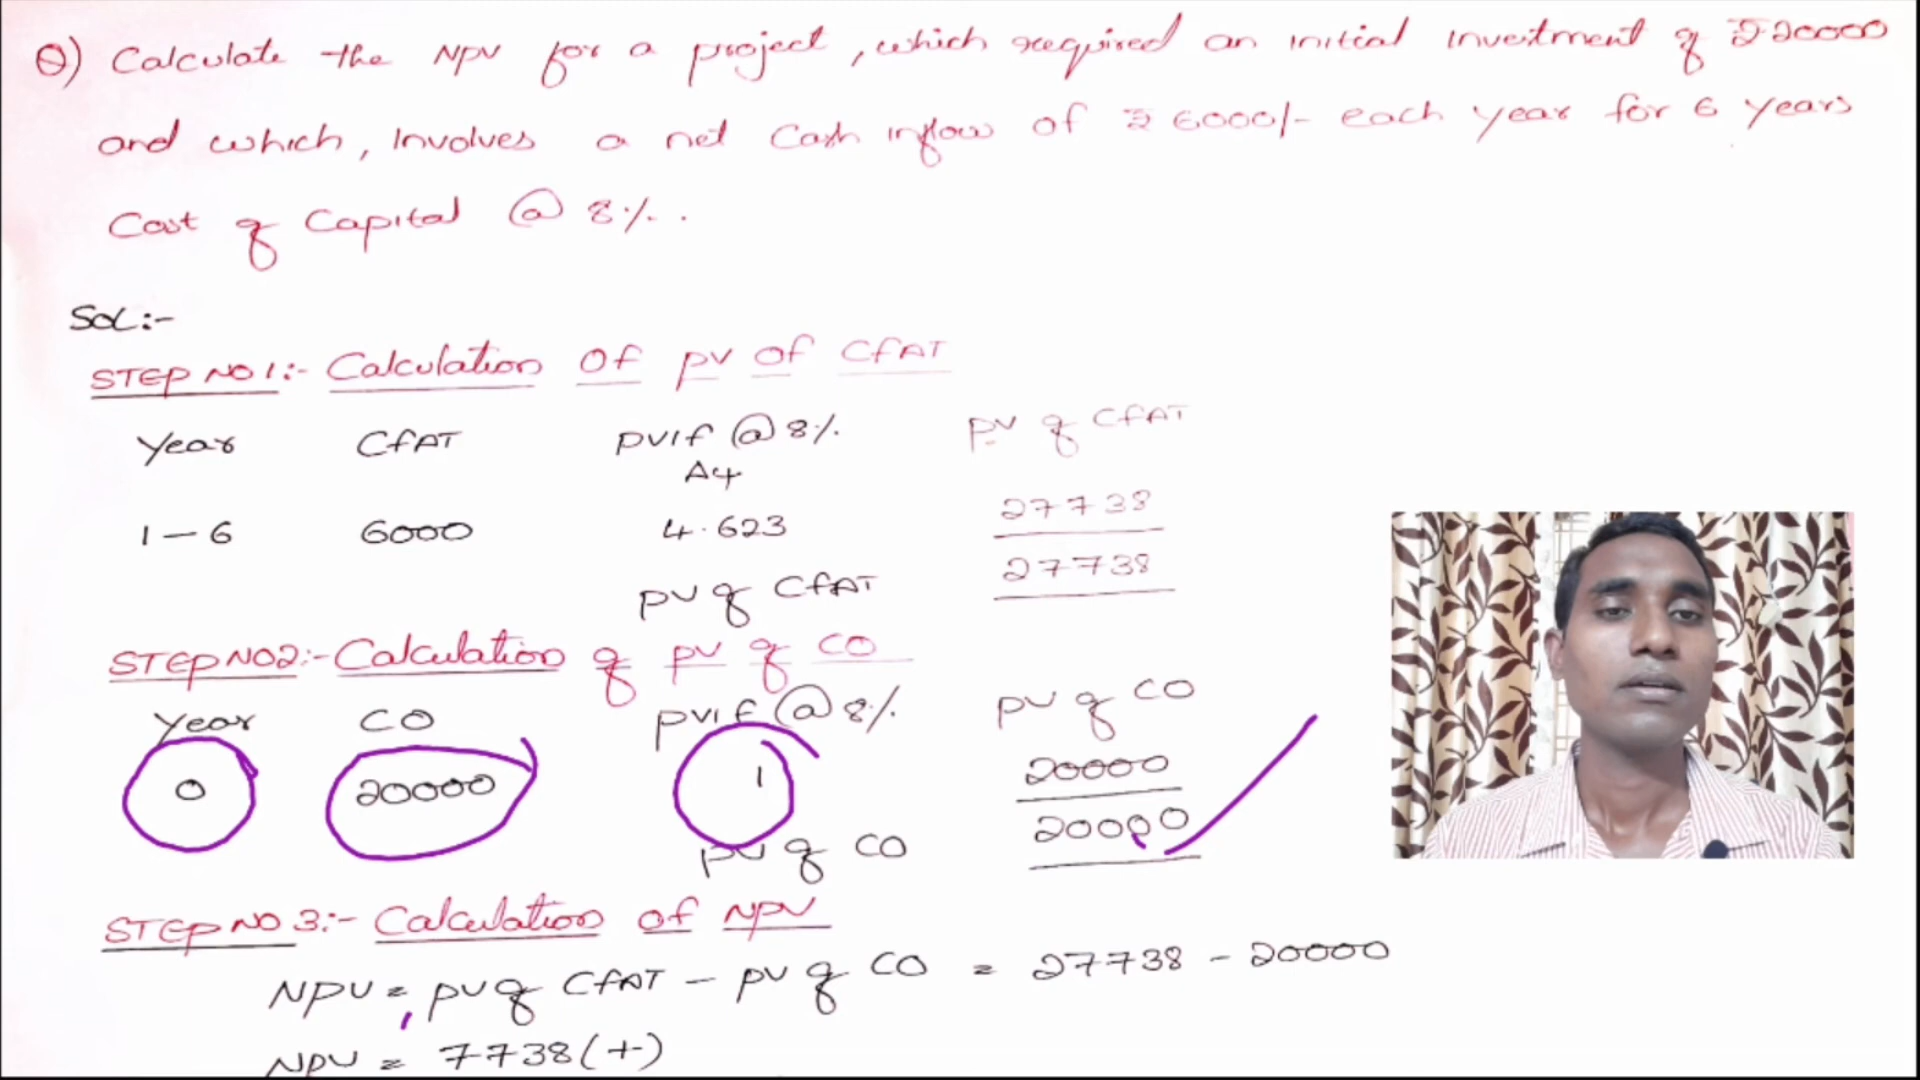 Q) Calculate the NPV for a project, which required an initial investment of ₹20000
and which, involves a net cash inflow of ₹6000/- each year for 6 years
Cost of Capital @ 8%.
SOL:-
STEP NO 1:- Calculation Of PV Of CFAT
Year CFAT PVIF @ 8% PV of CFAT
A4
1-6 6000 4.623 27738
PV of CFAT 27738
STEP NO2:- Calculation of PV of CO
Year CO PVIF @ 8% PV of CO
0 20000 1 20000
PV of CO 20000
STEP NO 3:- Calculation of NPV
NPV = PV of CFAT - PV of CO = 27738 - 20000
NPV = 7738(+)